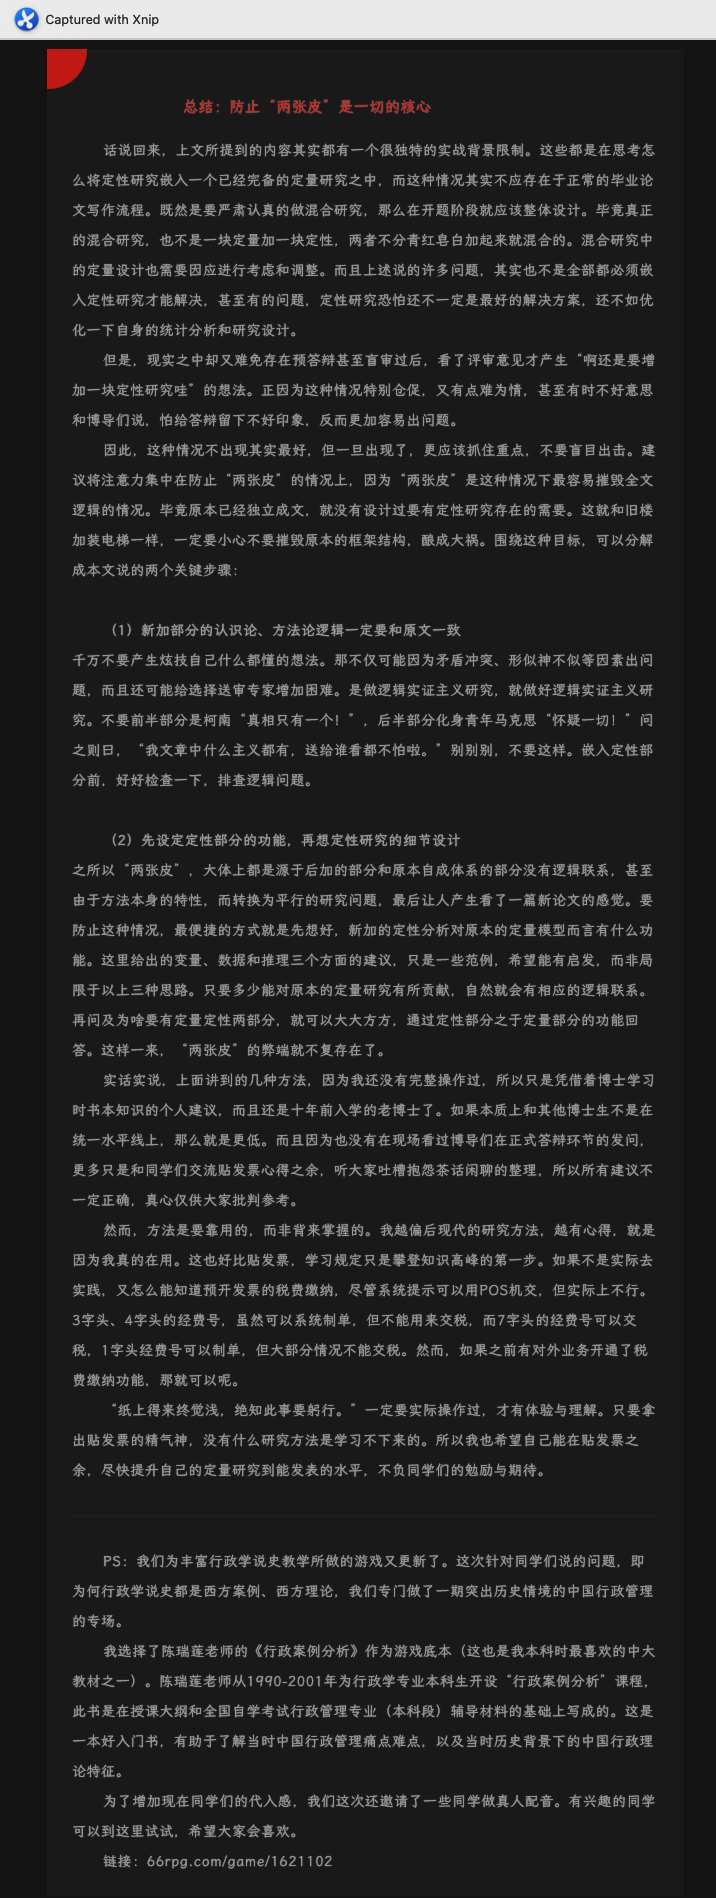 Captured with Xnip
总结：防止“两张皮”是一切的核心
话说回来，上文所提到的内容其实都有一个很独特的实战背景限制。这些都是在思考怎
么将定性研究嵌入一个已经完备的定量研究之中，而这种情况其实不应存在于正常的毕业论
文写作流程。既然是要严肃认真的做混合研究，那么在开题阶段就应该整体设计。毕竟真正
的混合研究，也不是一块定量加一块定性，两者不分青红皂白加起来就混合的。混合研究中
的定量设计也需要因应进行考虑和调整。而且上述说的许多问题，其实也不是全部都必须嵌
入定性研究才能解决，甚至有的问题，定性研究恐怕还不一定是最好的解决方案，还不如优
化一下自身的统计分析和研究设计。
但是，现实之中却又难免存在预答辩甚至盲审过后，看了评审意见才产生“啊还是要增
加一块定性研究哇”的想法。正因为这种情况特别仓促，又有点难为情，甚至有时不好意思
和博导们说，怕给答辩留下不好印象，反而更加容易出问题。
因此，这种情况不出现其实最好，但一旦出现了，更应该抓住重点，不要盲目出击。建
议将注意力集中在防止“两张皮”的情况上，因为“两张皮”是这种情况下最容易摧毁全文
逻辑的情况。毕竟原本已经独立成文，就没有设计过要有定性研究存在的需要。这就和旧楼
加装电梯一样，一定要小心不要摧毁原本的框架结构，酿成大祸。围绕这种目标，可以分解
成本文说的两个关键步骤：
（1）新加部分的认识论、方法论逻辑一定要和原文一致
千万不要产生炫技自己什么都懂的想法。那不仅可能因为矛盾冲突、形似神不似等因素出问
题，而且还可能给选择送审专家增加困难。是做逻辑实证主义研究，就做好逻辑实证主义研
究。不要前半部分是柯南“真相只有一个！”，后半部分化身青年马克思“怀疑一切！”问
之则曰，“我文章中什么主义都有，送给谁看都不怕啦。”别别别，不要这样。嵌入定性部
分前，好好检查一下，排查逻辑问题。
（2）先设定定性部分的功能，再想定性研究的细节设计
之所以“两张皮”，大体上都是源于后加的部分和原本自成体系的部分没有逻辑联系，甚至
由于方法本身的特性，而转换为平行的研究问题，最后让人产生看了一篇新论文的感觉。要
防止这种情况，最便捷的方式就是先想好，新加的定性分析对原本的定量模型而言有什么功
能。这里给出的变量、数据和推理三个方面的建议，只是一些范例，希望能有启发，而非局
限于以上三种思路。只要多少能对原本的定量研究有所贡献，自然就会有相应的逻辑联系。
再问及为啥要有定量定性两部分，就可以大大方方，通过定性部分之于定量部分的功能回
答。这样一来，“两张皮”的弊端就不复存在了。
实话实说，上面讲到的几种方法，因为我还没有完整操作过，所以只是凭借着博士学习
时书本知识的个人建议，而且还是十年前入学的老博士了。如果本质上和其他博士生不是在
统一水平线上，那么就是更低。而且因为也没有在现场看过博导们在正式答辩环节的发问，
更多只是和同学们交流贴发票心得之余，听大家吐槽抱怨茶话闲聊的整理，所以所有建议不
一定正确，真心仅供大家批判参考。
然而，方法是要靠用的，而非背来掌握的。我越偏后现代的研究方法，越有心得，就是
因为我真的在用。这也好比贴发票，学习规定只是攀登知识高峰的第一步。如果不是实际去
实践，又怎么能知道预开发票的税费缴纳，尽管系统提示可以用POS机交，但实际上不行。
3字头、4字头的经费号，虽然可以系统制单，但不能用来交税，而7字头的经费号可以交
税，1字头经费号可以制单，但大部分情况不能交税。然而，如果之前有对外业务开通了税
费缴纳功能，那就可以呢。
“纸上得来终觉浅，绝知此事要躬行。”一定要实际操作过，才有体验与理解。只要拿
出贴发票的精气神，没有什么研究方法是学习不下来的。所以我也希望自己能在贴发票之
余，尽快提升自己的定量研究到能发表的水平，不负同学们的勉励与期待。
PS：我们为丰富行政学说史教学所做的游戏又更新了。这次针对同学们说的问题，即
为何行政学说史都是西方案例、西方理论，我们专门做了一期突出历史情境的中国行政管理
的专场。
我选择了陈瑞莲老师的《行政案例分析》作为游戏底本（这也是我本科时最喜欢的中大
教材之一）。陈瑞莲老师从1990-2001年为行政学专业本科生开设“行政案例分析”课程，
此书是在授课大纲和全国自学考试行政管理专业（本科段）辅导材料的基础上写成的。这是
一本好入门书，有助于了解当时中国行政管理痛点难点，以及当时历史背景下的中国行政理
论特征。
为了增加现在同学们的代入感，我们这次还邀请了一些同学做真人配音。有兴趣的同学
可以到这里试试，希望大家会喜欢。
链接：66rpg.com/game/1621102